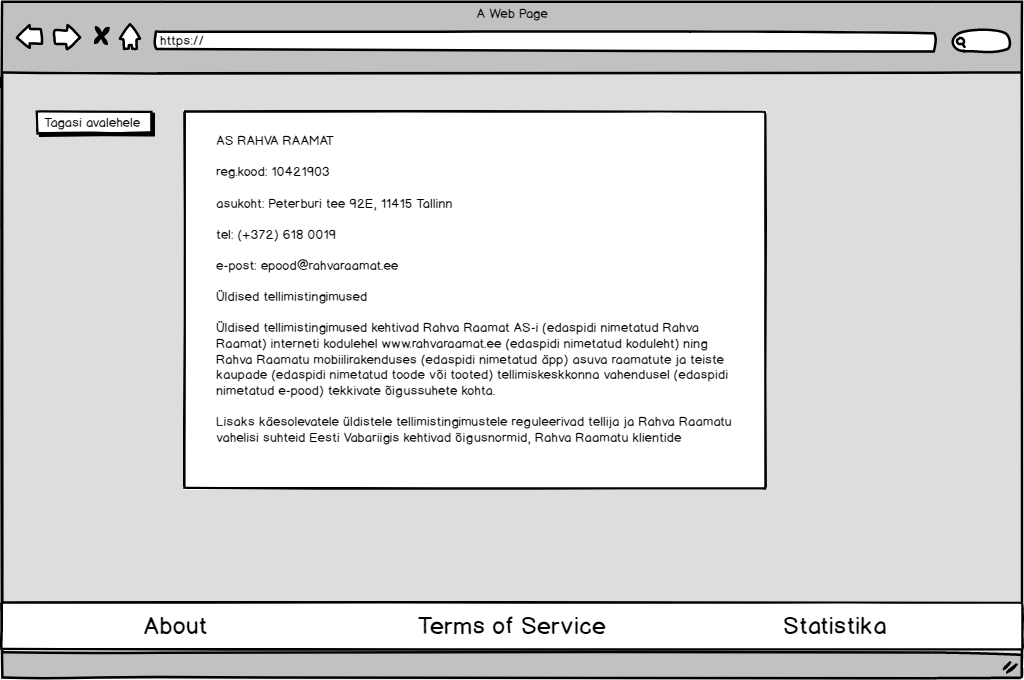 A Web Page
https://
Tagasi avalehele
AS RAHVA RAAMAT
reg.kood: 10421903
asukoht: Peterburi tee 92E, 11415 Tallinn
tel: (+372) 618 0019
e-post: epood@rahvaraamat.ee
Üldised tellimistingimused
Üldised tellimistingimused kehtivad Rahva Raamat AS-i (edaspidi nimetatud Rahva
Raamat) interneti kodulehel www.rahvaraamat.ee (edaspidi nimetatud koduleht) ning
Rahva Raamatu mobiilirakenduses (edaspidi nimetatud äpp) asuva raamatute ja teiste
kaupade (edaspidi nimetatud toode või tooted) tellimiskeskkonna vahendusel (edaspidi
nimetatud e-pood) tekkivate õigussuhete kohta.
Lisaks käesolevatele üldistele tellimistingimustele reguleerivad tellija ja Rahva Raamatu
vahelisi suhteid Eesti Vabariigis kehtivad õigusnormid, Rahva Raamatu klientide
About
Terms of Service
Statistika